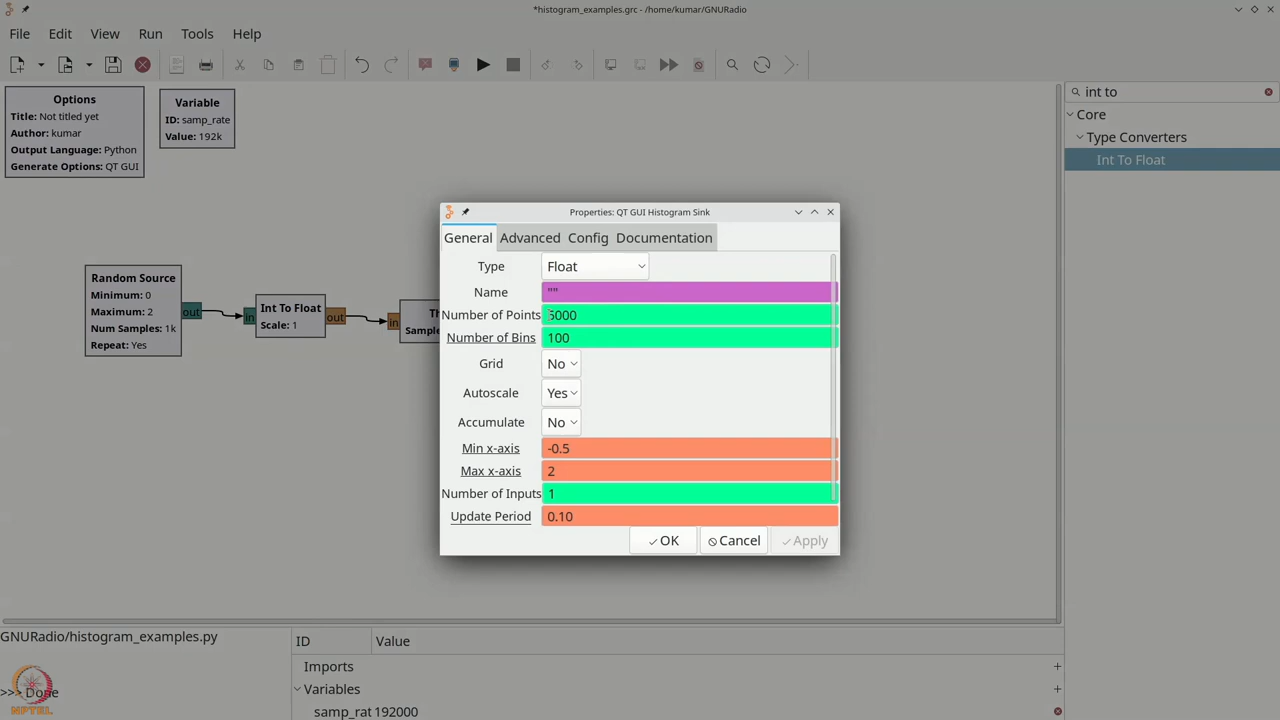 *histogram_examples.grc - /home/kumar/GNURadio
File Edit View Run Tools Help
Options
Title: Not titled yet
Author: kumar
Output Language: Python
Generate Options: QT GUI
Variable
ID: samp_rate
Value: 192k
int to
Core
Type Converters
Int To Float
Random Source
Minimum: 0
Maximum: 2
Num Samples: 1k
Repeat: Yes
out
in
Int To Float
Scale: 1
out
in
Properties: QT GUI Histogram Sink
General Advanced Config Documentation
Type Float
Name ""
Number of Points 5000
Number of Bins 100
Grid No
Autoscale Yes
Accumulate No
Min x-axis -0.5
Max x-axis 2
Number of Inputs 1
Update Period 0.10
OK Cancel Apply
GNURadio/histogram_examples.py
>>> Done
NPTEL
ID Value
Imports
Variables
samp_rat 192000